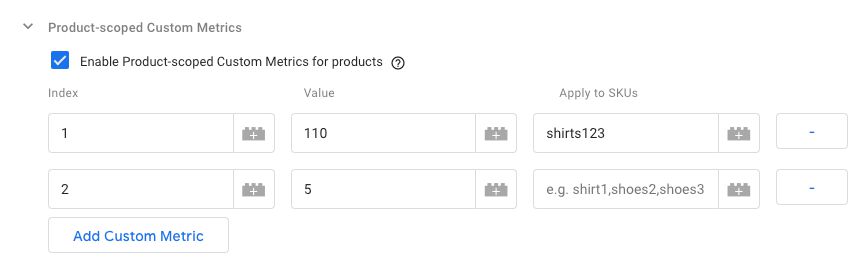 Product-scoped Custom Metrics
Enable Product-scoped Custom Metrics for products ?
Index Value Apply to SKUs
1 110 shirts123 -
2 5 e.g. shirt1,shoes2,shoes3 -
Add Custom Metric